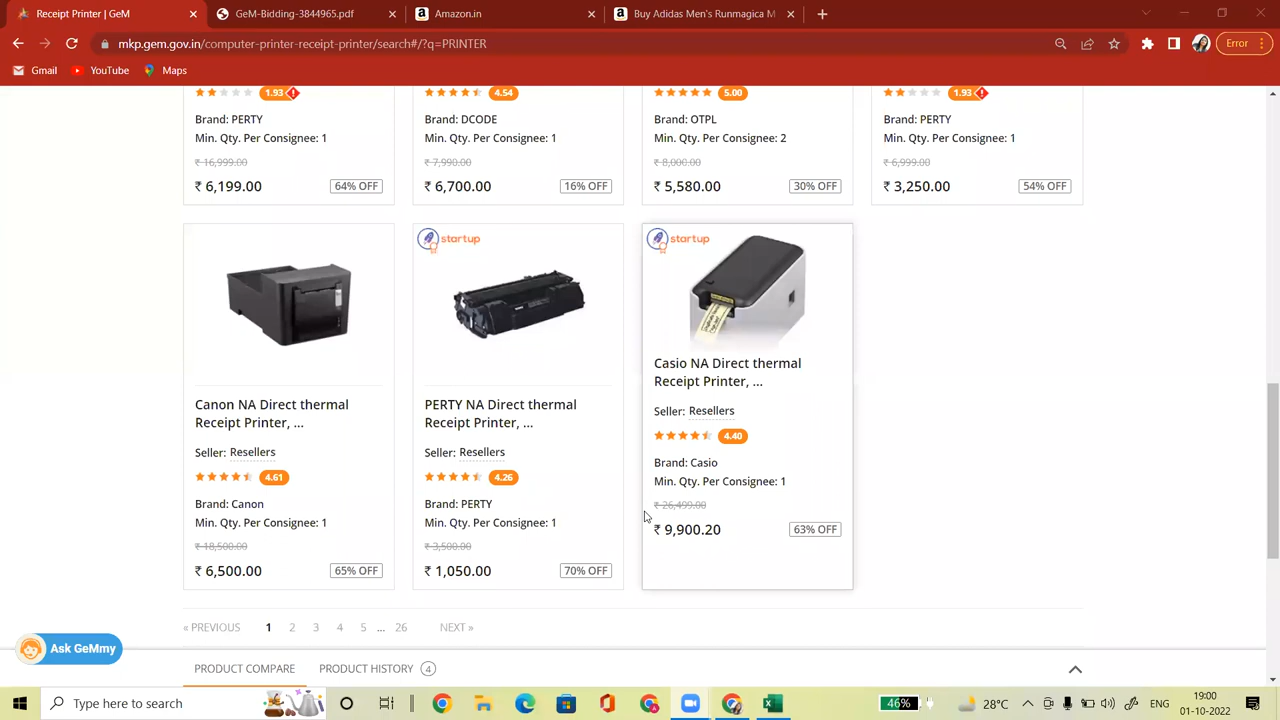 Receipt Printer | GeM
GeM-Bidding-3844965.pdf
Amazon.in
Buy Adidas Men's Runmagica M
mkp.gem.gov.in/computer-printer-receipt-printer/search#/?q=PRINTER
Error
Gmail
YouTube
Maps
1.93
4.54
5.00
1.93
Brand: PERTY
Brand: DCODE
Brand: OTPL
Brand: PERTY
Min. Qty. Per Consignee: 1
Min. Qty. Per Consignee: 1
Min. Qty. Per Consignee: 2
Min. Qty. Per Consignee: 1
₹ 16,999.00
₹ 7,990.00
₹ 8,000.00
₹ 6,999.00
₹ 6,199.00
64% OFF
₹ 6,700.00
16% OFF
₹ 5,580.00
30% OFF
₹ 3,250.00
54% OFF
Canon NA Direct thermal
Receipt Printer, ...
Seller: Resellers
4.61
Brand: Canon
Min. Qty. Per Consignee: 1
₹ 18,500.00
₹ 6,500.00
65% OFF
startup
PERTY NA Direct thermal
Receipt Printer, ...
Seller: Resellers
4.26
Brand: PERTY
Min. Qty. Per Consignee: 1
₹ 3,500.00
₹ 1,050.00
70% OFF
startup
Casio NA Direct thermal
Receipt Printer, ...
Seller: Resellers
4.40
Brand: Casio
Min. Qty. Per Consignee: 1
₹ 26,499.00
₹ 9,900.20
63% OFF
« PREVIOUS 1 2 3 4 5 ... 26 NEXT »
Ask GeMmy
PRODUCT COMPARE
PRODUCT HISTORY 4
Type here to search
46%
28°C
ENG
19:00
01-10-2022